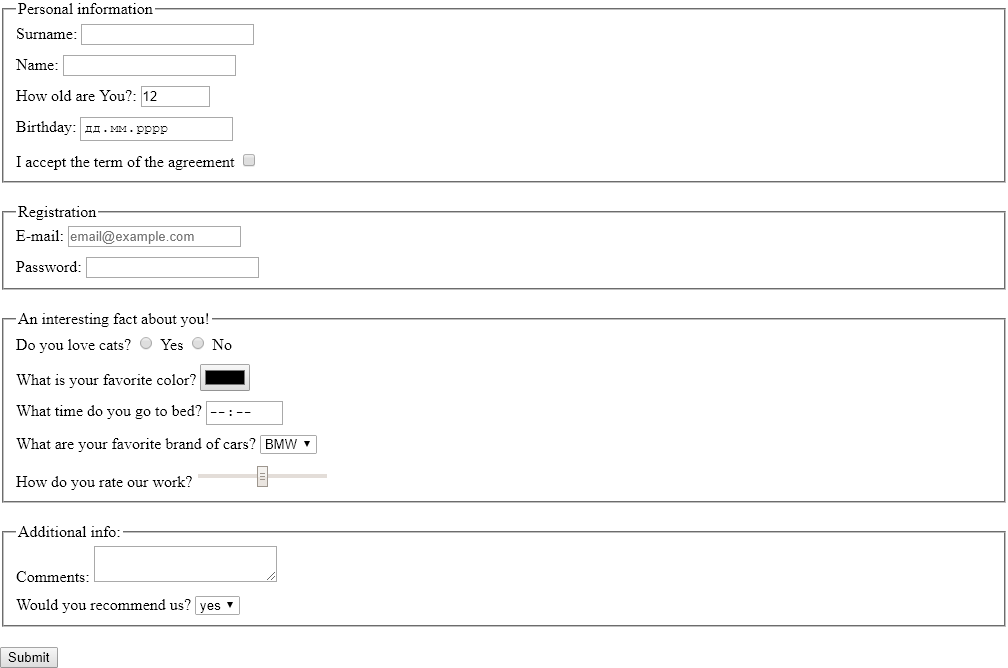 Personal information
Surname:
Name:
How old are You?: 12
Birthday: дд.мм.рррр
I accept the term of the agreement
Registration
E-mail: email@example.com
Password:
An interesting fact about you!
Do you love cats? Yes No
What is your favorite color?
What time do you go to bed? --:--
What are your favorite brand of cars? BMW
How do you rate our work?
Additional info:
Comments:
Would you recommend us? yes
Submit